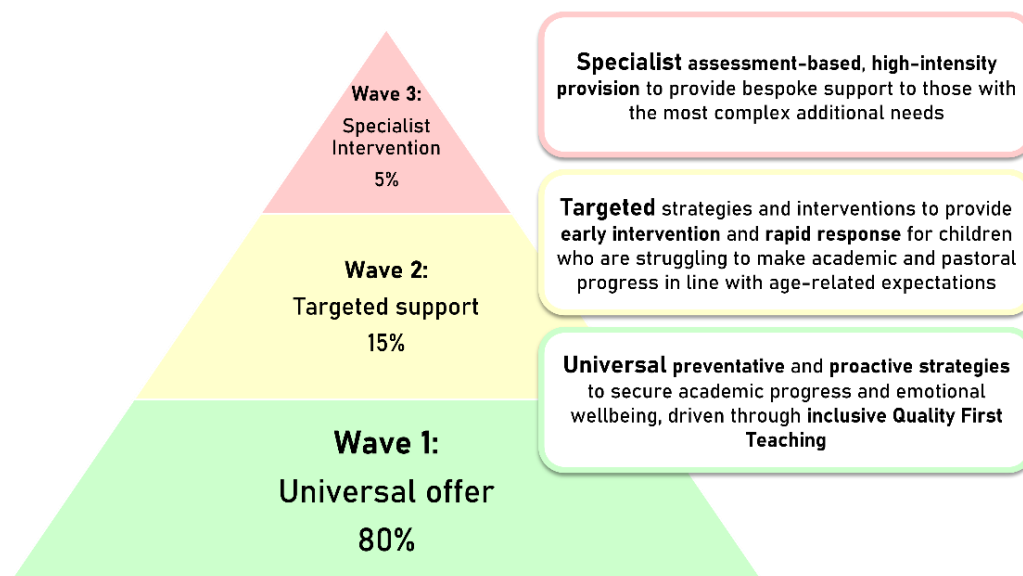 Wave 3:
Specialist
Intervention
5%
Specialist assessment-based, high-intensity
provision to provide bespoke support to those with
the most complex additional needs
Wave 2:
Targeted support
15%
Targeted strategies and interventions to provide
early intervention and rapid response for children
who are struggling to make academic and pastoral
progress in line with age-related expectations
Wave 1:
Universal offer
80%
Universal preventative and proactive strategies
to secure academic progress and emotional
wellbeing, driven through inclusive Quality First
Teaching